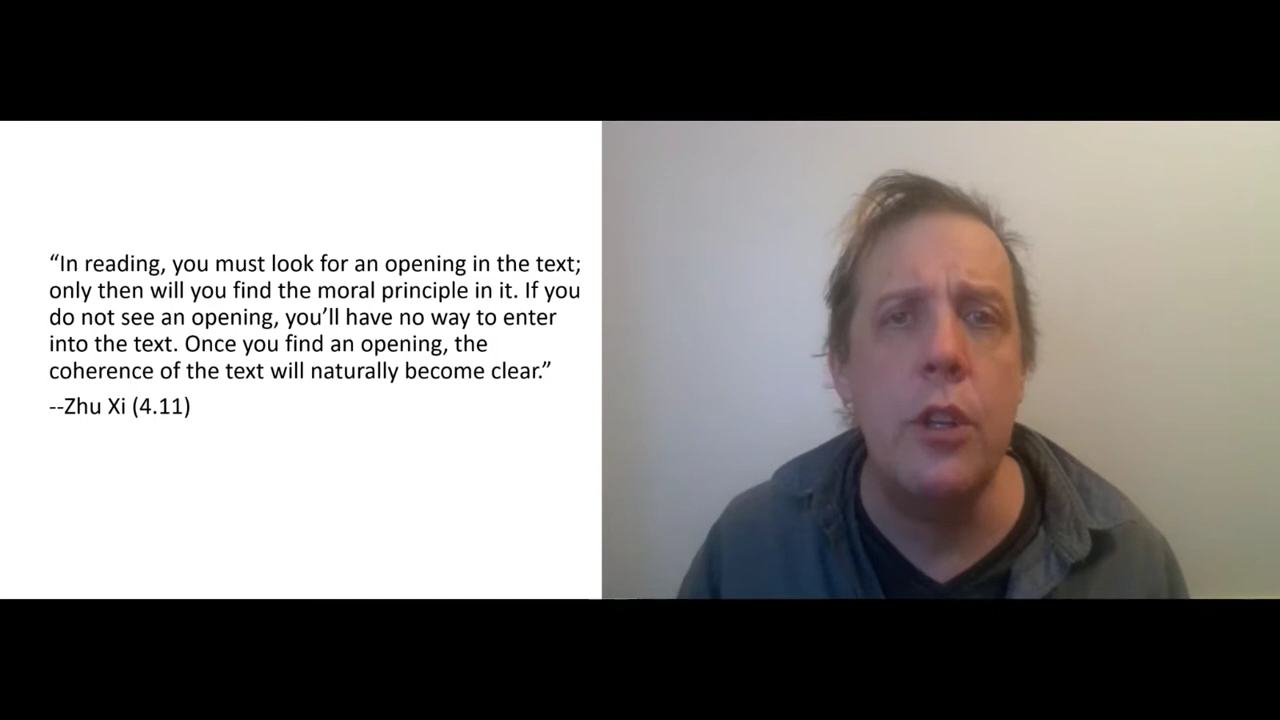 “In reading, you must look for an opening in the text;
only then will you find the moral principle in it. If you
do not see an opening, you’ll have no way to enter
into the text. Once you find an opening, the
coherence of the text will naturally become clear.”
--Zhu Xi (4.11)